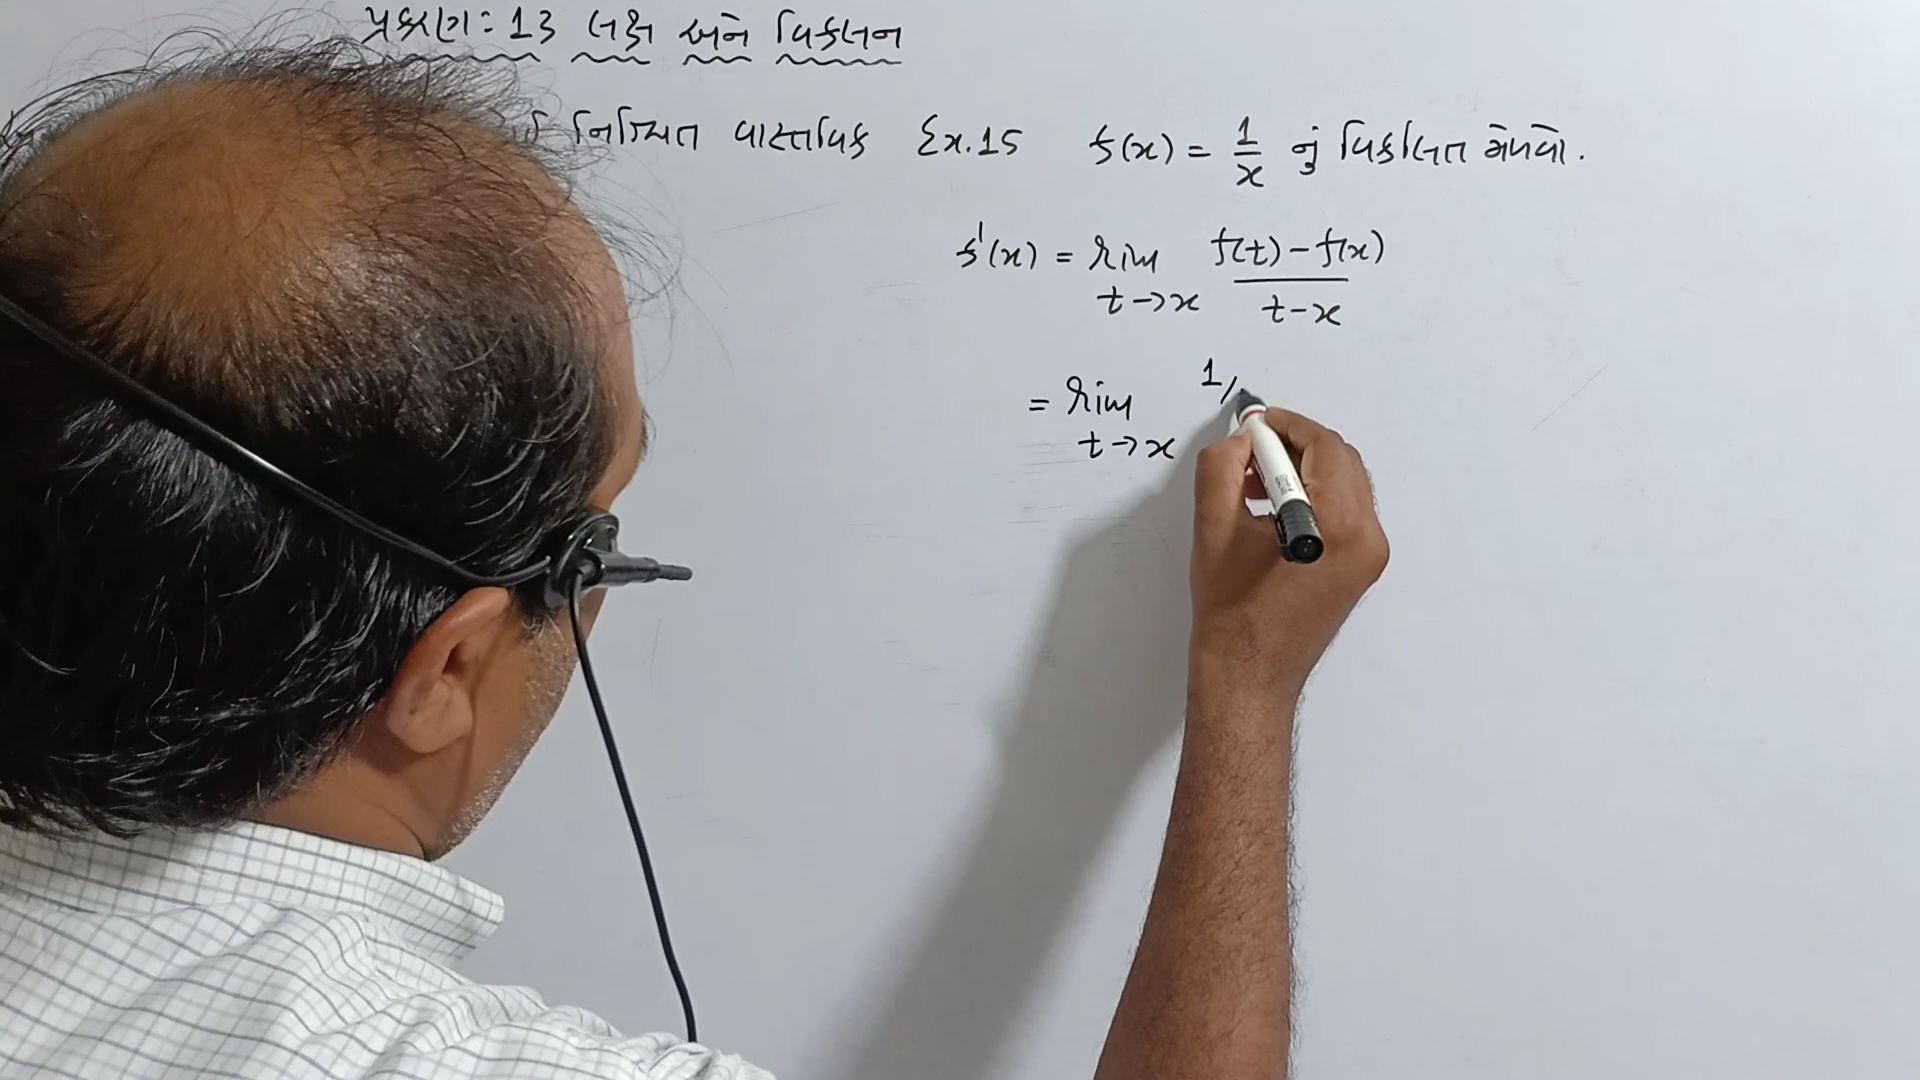 પ્રકરણ: 13 લક્ષ અને વિકલન
નિશ્ચિત વાસ્તવિક Ex.15 f(x) = 1/x નું વિકલિત મેળવો.
f'(x) = lim t→x f(t) - f(x) / t - x
= lim t→x 1/